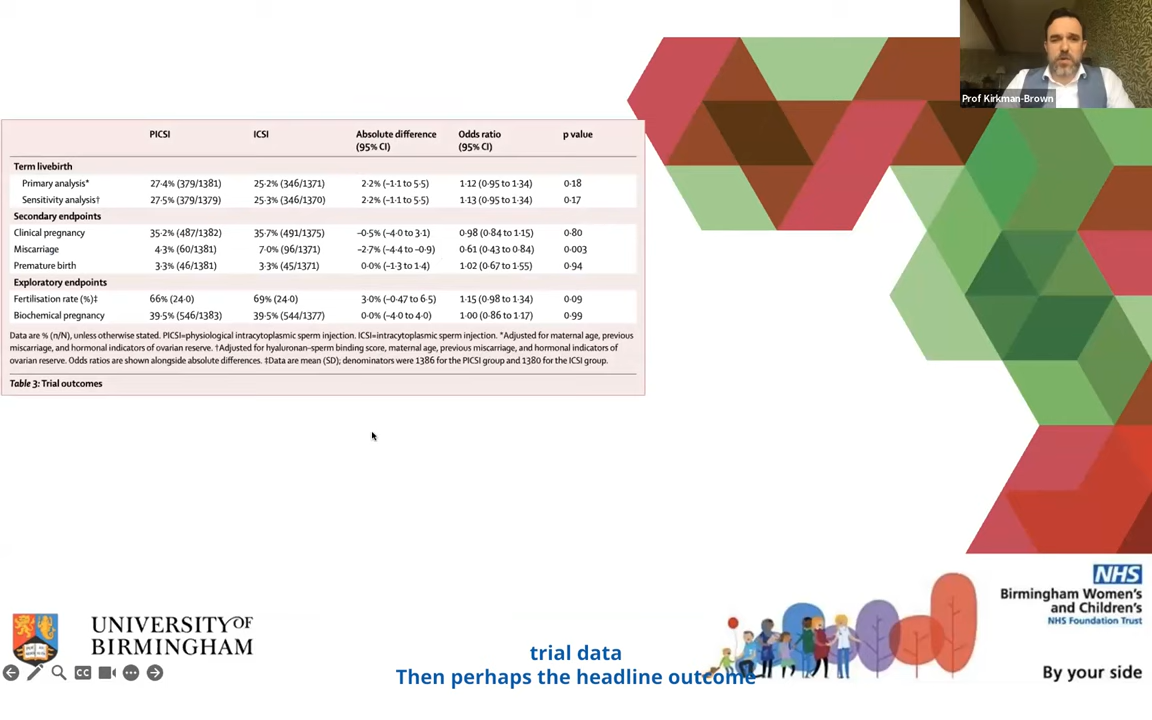 Prof Kirkman-Brown
PICSI ICSI Absolute difference (95% CI) Odds ratio (95% CI) p value
Term livebirth
Primary analysis* 27·4% (379/1381) 25·2% (346/1371) 2·2% (–1·1 to 5·5) 1·12 (0·95 to 1·34) 0·18
Sensitivity analysis† 27·5% (379/1379) 25·3% (346/1370) 2·2% (–1·1 to 5·5) 1·13 (0·95 to 1·34) 0·17
Secondary endpoints
Clinical pregnancy 35·2% (487/1382) 35·7% (491/1375) –0·5% (–4·0 to 3·1) 0·98 (0·84 to 1·15) 0·80
Miscarriage 4·3% (60/1381) 7·0% (96/1371) –2·7% (–4·4 to –0·9) 0·61 (0·43 to 0·84) 0·003
Premature birth 3·3% (46/1381) 3·3% (45/1371) 0·0% (–1·3 to 1·4) 1·02 (0·67 to 1·55) 0·94
Exploratory endpoints
Fertilisation rate (%)‡ 66% (24·0) 69% (24·0) 3·0% (–0·47 to 6·5) 1·15 (0·98 to 1·34) 0·09
Biochemical pregnancy 39·5% (546/1383) 39·5% (544/1377) 0·0% (–4·0 to 4·0) 1·00 (0·86 to 1·17) 0·99
Data are % (n/N), unless otherwise stated. PICSI=physiological intracytoplasmic sperm injection. ICSI=intracytoplasmic sperm injection. *Adjusted for maternal age, previous
miscarriage, and hormonal indicators of ovarian reserve. †Adjusted for hyaluronan–sperm binding score, maternal age, previous miscarriage, and hormonal indicators of
ovarian reserve. Odds ratios are shown alongside absolute differences. ‡Data are mean (SD); denominators were 1386 for the PICSI group and 1380 for the ICSI group.
Table 3: Trial outcomes
NHS
Birmingham Women's
and Children's
NHS Foundation Trust
UNIVERSITY OF
BIRMINGHAM
CC
trial data
Then perhaps the headline outcome
By your side